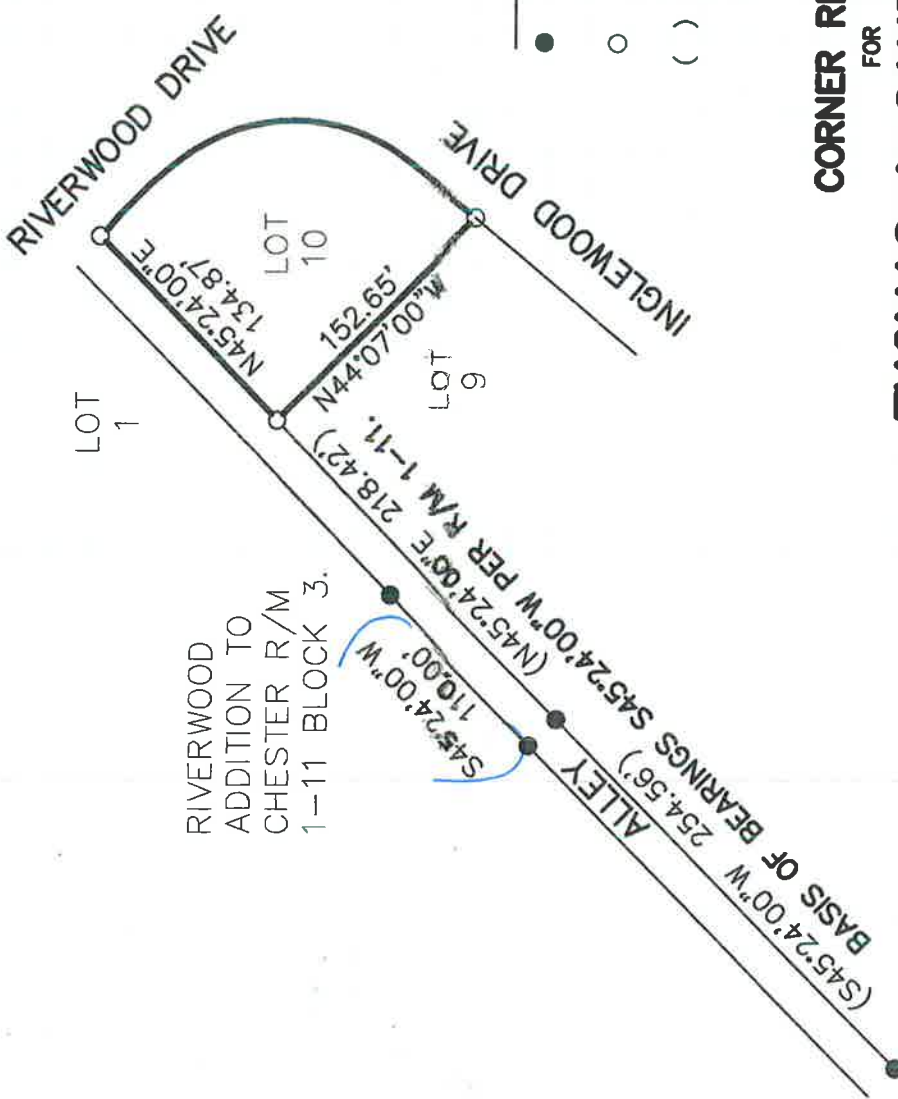 RIVERWOOD DRIVE
LOT
1
N45°24'00"E
134.87'
LOT
10
152.65'
N44°07'00"W
INGLEWOOD DRIVE
LOT
9
RIVERWOOD
ADDITION TO
CHESTER R/M
1-11 BLOCK 3.
S45°24'00"W
110.00'
(N45°24'00"E 218.42')
ALLEY
(S45°24'00"W 254.56')
BASIS OF BEARINGS S45°24'00"W PER R/M 1-11.
( )
CORNER
FOR